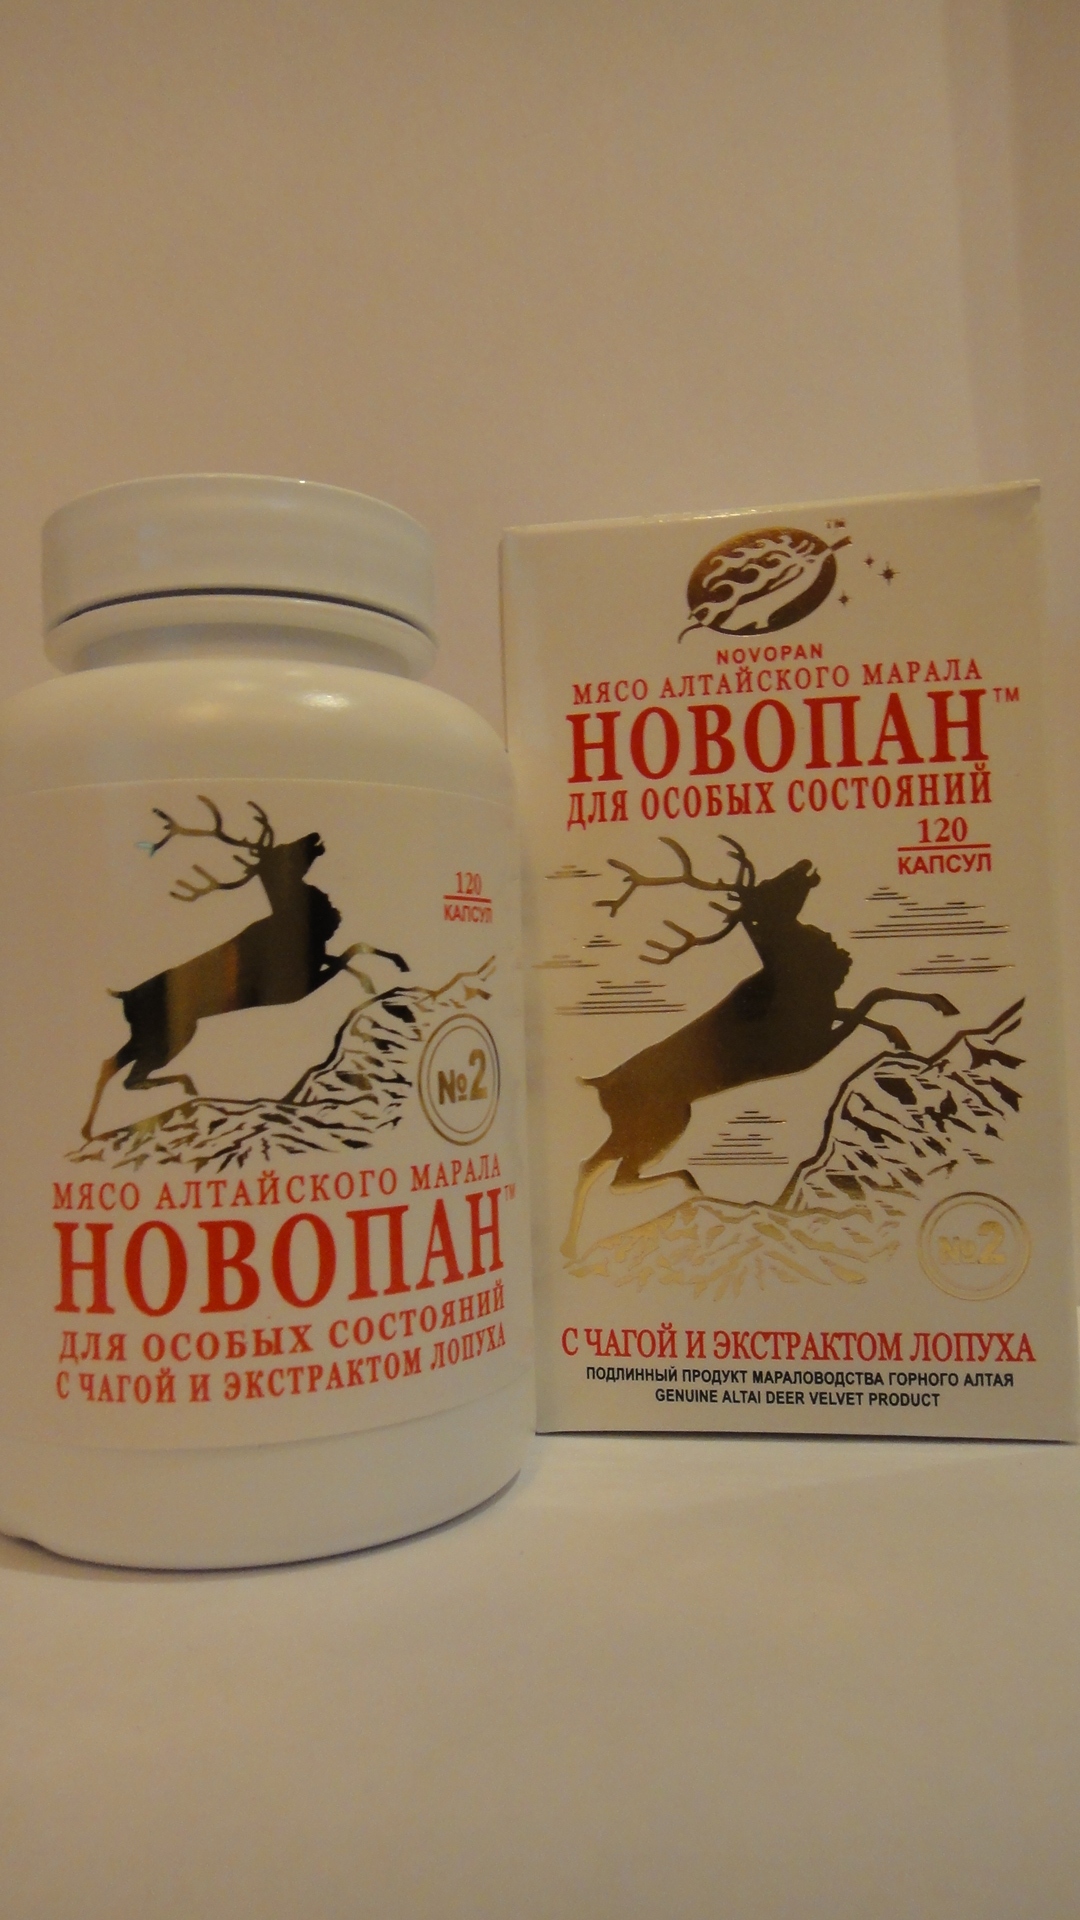 120
КАПСУЛ
№2
МЯСО АЛТАЙСКОГО МАРАЛА
НОВОПАН™
ДЛЯ ОСОБЫХ СОСТОЯНИЙ
С ЧАГОЙ И ЭКСТРАКТОМ ЛОПУХА
™
NOVOPAN
МЯСО АЛТАЙСКОГО МАРАЛА
НОВОПАН™
ДЛЯ ОСОБЫХ СОСТОЯНИЙ
120
КАПСУЛ
№2
С ЧАГОЙ И ЭКСТРАКТОМ ЛОПУХА
ПОДЛИННЫЙ ПРОДУКТ МАРАЛОВОДСТВА ГОРНОГО АЛТАЯ
GENUINE ALTAI DEER VELVET PRODUCT